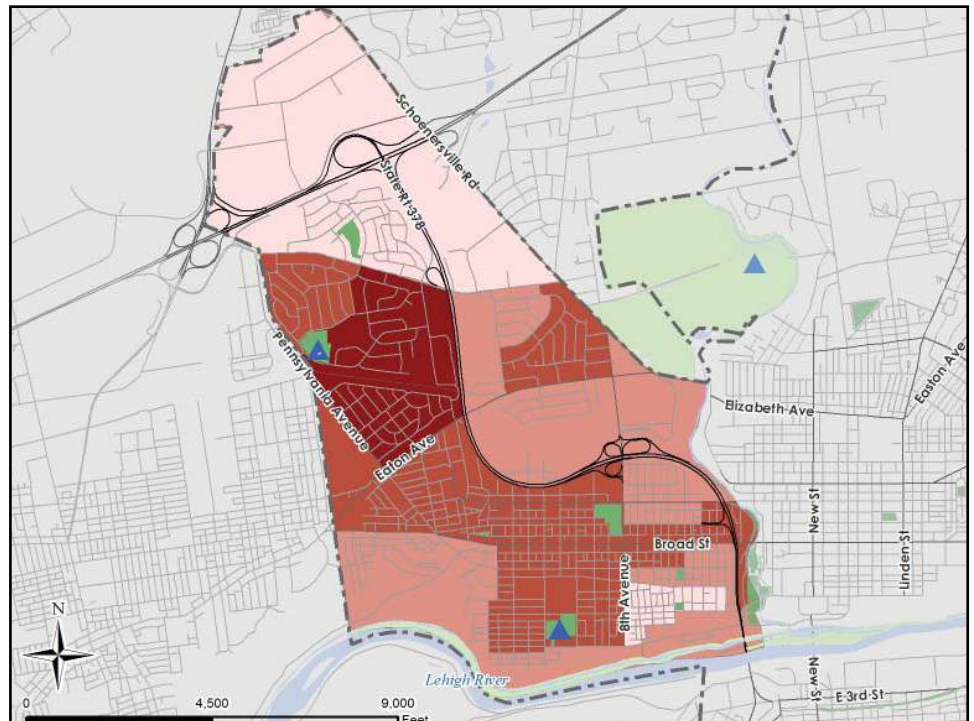 Schoenersville Rd
State Rt 378
Pennsylvania Avenue
Eaton Ave
Elizabeth Ave
Easton Ave
New St
Linden St
Broad St
8th Avenue
N
Lehigh River
New St
E 3rd St
0 4,500 9,000
Feet